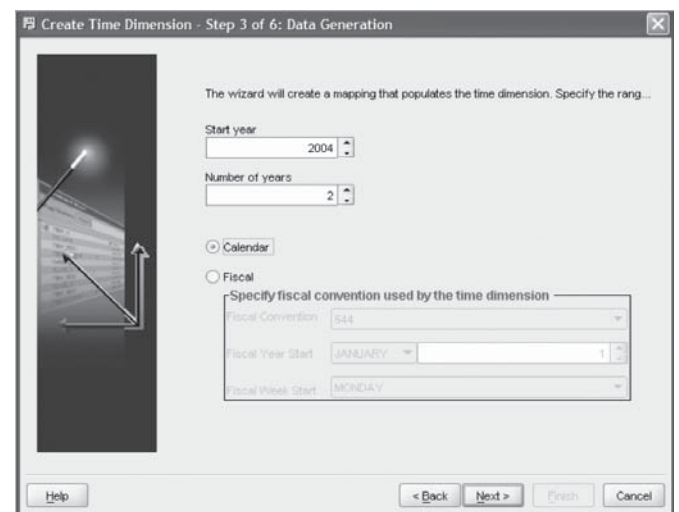 Create Time Dimension - Step 3 of 6: Data Generation
The wizard will create a mapping that populates the time dimension. Specify the rang...
Start year
2004
Number of years
2
Calendar
Fiscal
Specify fiscal convention used by the time dimension
Fiscal Convention 544
Fiscal Year Start JANUARY 1
Fiscal Week Start MONDAY
Help < Back Next > Finish Cancel